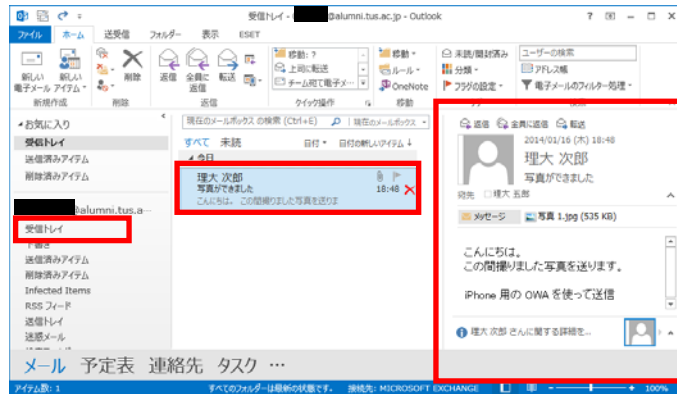 受信トレイ - @alumni.tus.ac.jp - Outlook
ファイル ホーム 送受信 フォルダー 表示 ESET
新しい 電子メール
新しい アイテム
削除
返信 全員に返信 転送
移動: ?
上司に転送
チーム宛て電子メ…
移動
ルール
OneNote
未読/開封済み
分類
フラグの設定
ユーザーの検索
アドレス帳
電子メールのフィルター処理
新規作成 削除 返信 クイック操作 移動
お気に入り
受信トレイ
送信済みアイテム
削除済みアイテム
@alumni.tus.a…
受信トレイ
下書き
送信済みアイテム
削除済みアイテム
Infected Items
RSS フィード
送信トレイ
迷惑メール
現在のメールボックス の検索 (Ctrl+E) 現在のメールボックス
すべて 未読 日付 日付の新しいアイテム ↓
今日
理大 次郎
写真ができました 18:48
こんにちは。 この間撮りました写真を送りま
返信 全員に返信 転送
2014/01/16 (木) 18:48
理大 次郎
写真ができました
宛先 理大 五郎
メッセージ 写真 1.jpg (535 KB)
こんにちは。
この間撮りました写真を送ります。
iPhone 用の OWA を使って送信
理大 次郎 さんに関する詳細を...
メール 予定表 連絡先 タスク …
アイテム数: 1 すべてのフォルダーは最新の状態です。 接続先: MICROSOFT EXCHANGE 100%